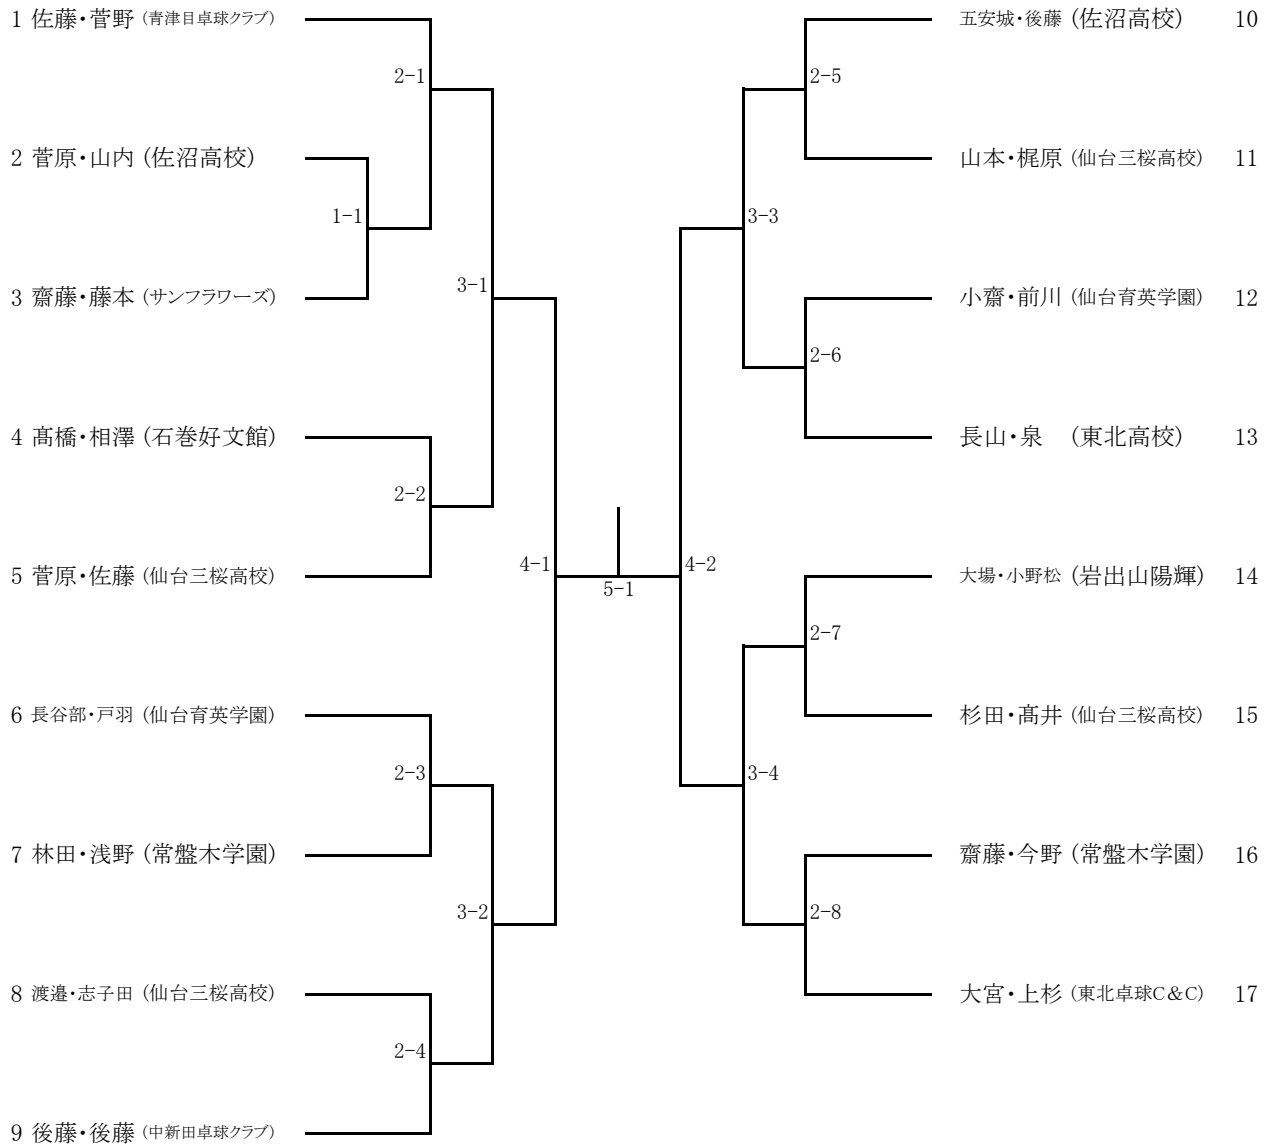 1 佐藤・菅野 (青津目卓球クラブ)
2-1
2 菅原・山内 (佐沼高校)
1-1
3 齋藤・藤本 (サンフラワーズ)
3-1
4 髙橋・相澤 (石巻好文館)
2-2
5 菅原・佐藤 (仙台三桜高校)
4-1
6 長谷部・戸羽 (仙台育英学園)
2-3
7 林田・浅野 (常盤木学園)
3-2
8 渡邉・志子田 (仙台三桜高校)
2-4
9 後藤・後藤 (中新田卓球クラブ)
5-1
五安城・後藤 (佐沼高校) 10
2-5
山本・梶原 (仙台三桜高校) 11
3-3
小齋・前川 (仙台育英学園) 12
2-6
長山・泉 (東北高校) 13
4-2
大場・小野松 (岩出山陽輝) 14
2-7
杉田・髙井 (仙台三桜高校) 15
3-4
齋藤・今野 (常盤木学園) 16
2-8
大宮・上杉 (東北卓球C&C) 17